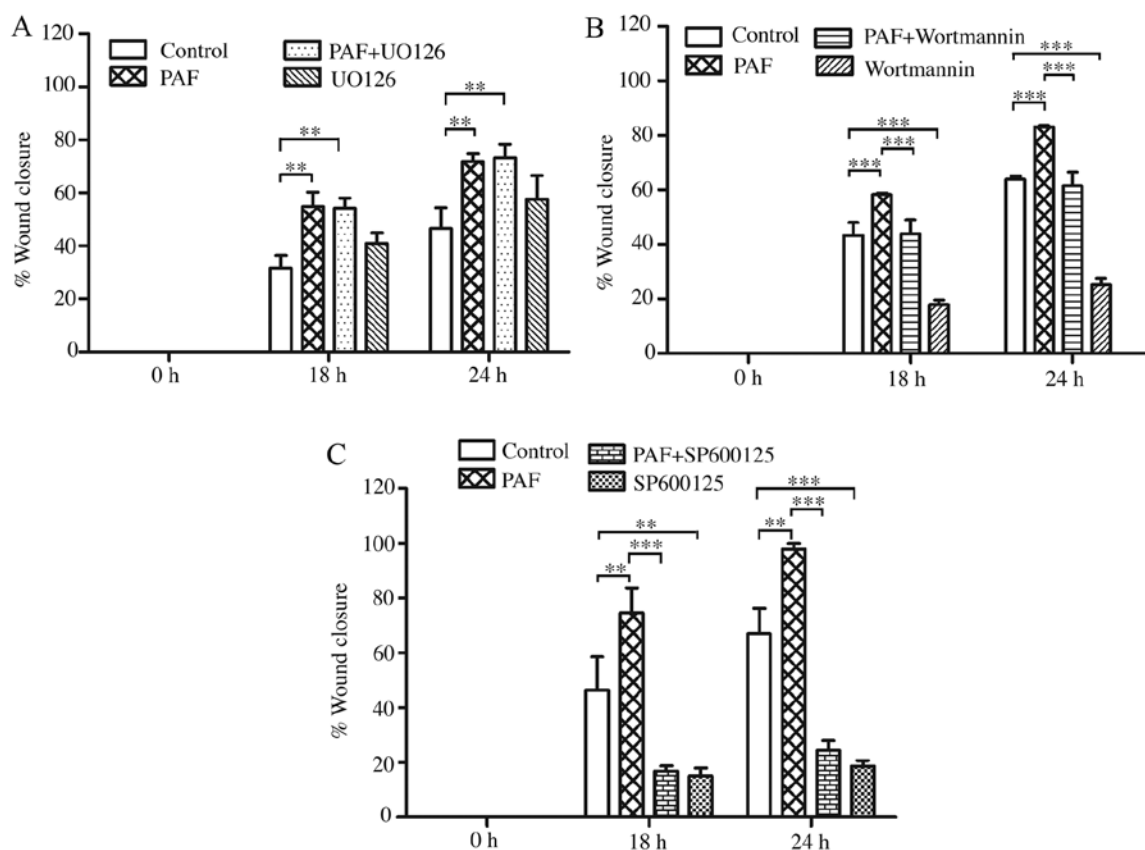 A
Control
PAF
PAF+UO126
UO126
% Wound closure
120
100
80
60
40
20
0
**
**
**
**
0 h
18 h
24 h
B
Control
PAF
PAF+Wortmannin
Wortmannin
% Wound closure
120
100
80
60
40
20
0
***
***
***
***
***
***
0 h
18 h
24 h
C
Control
PAF
PAF+SP600125
SP600125
% Wound closure
120
100
80
60
40
20
0
**
***
**
***
***
**
0 h
18 h
24 h